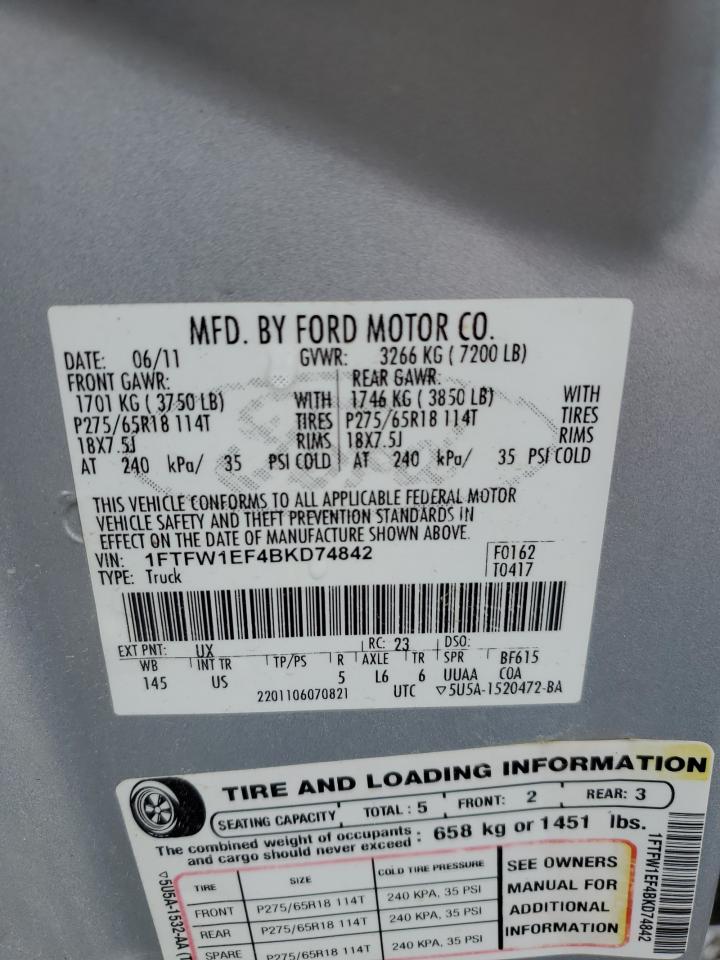 MFD. BY FORD MOTOR CO.
DATE: 06/11 GVWR: 3266 KG ( 7200 LB)
FRONT GAWR: REAR GAWR:
1701 KG ( 3750 LB) WITH 1746 KG ( 3850 LB) WITH
P275/65R18 114T TIRES P275/65R18 114T TIRES
18X7.5J RIMS 18X7.5J RIMS
AT 240 kPa/ 35 PSI COLD AT 240 kPa/ 35 PSI COLD
THIS VEHICLE CONFORMS TO ALL APPLICABLE FEDERAL MOTOR
VEHICLE SAFETY AND THEFT PREVENTION STANDARDS IN
EFFECT ON THE DATE OF MANUFACTURE SHOWN ABOVE.
VIN: 1FTFW1EF4BKD74842 F0162
TYPE: Truck T0417
EXT PNT: UX RC: 23 DSO:
WB INT TR TP/PS R AXLE TR SPR BF615
145 US 5 L6 6 UUAA COA
2201106070821 UTC ▽5U5A-1520472-BA
TIRE AND LOADING INFORMATION
SEATING CAPACITY TOTAL : 5 FRONT: 2 REAR: 3
The combined weight of occupants and cargo should never exceed : 658 kg or 1451 lbs.
TIRE SIZE COLD TIRE PRESSURE
FRONT P275/65R18 114T 240 KPA, 35 PSI
REAR P275/65R18 114T 240 KPA, 35 PSI
SPARE P275/65R18 114T 240 KPA, 35 PSI
SEE OWNERS
MANUAL FOR
ADDITIONAL
INFORMATION
▽5U5A-1532-AA
1FTFW1EF4BKD74842